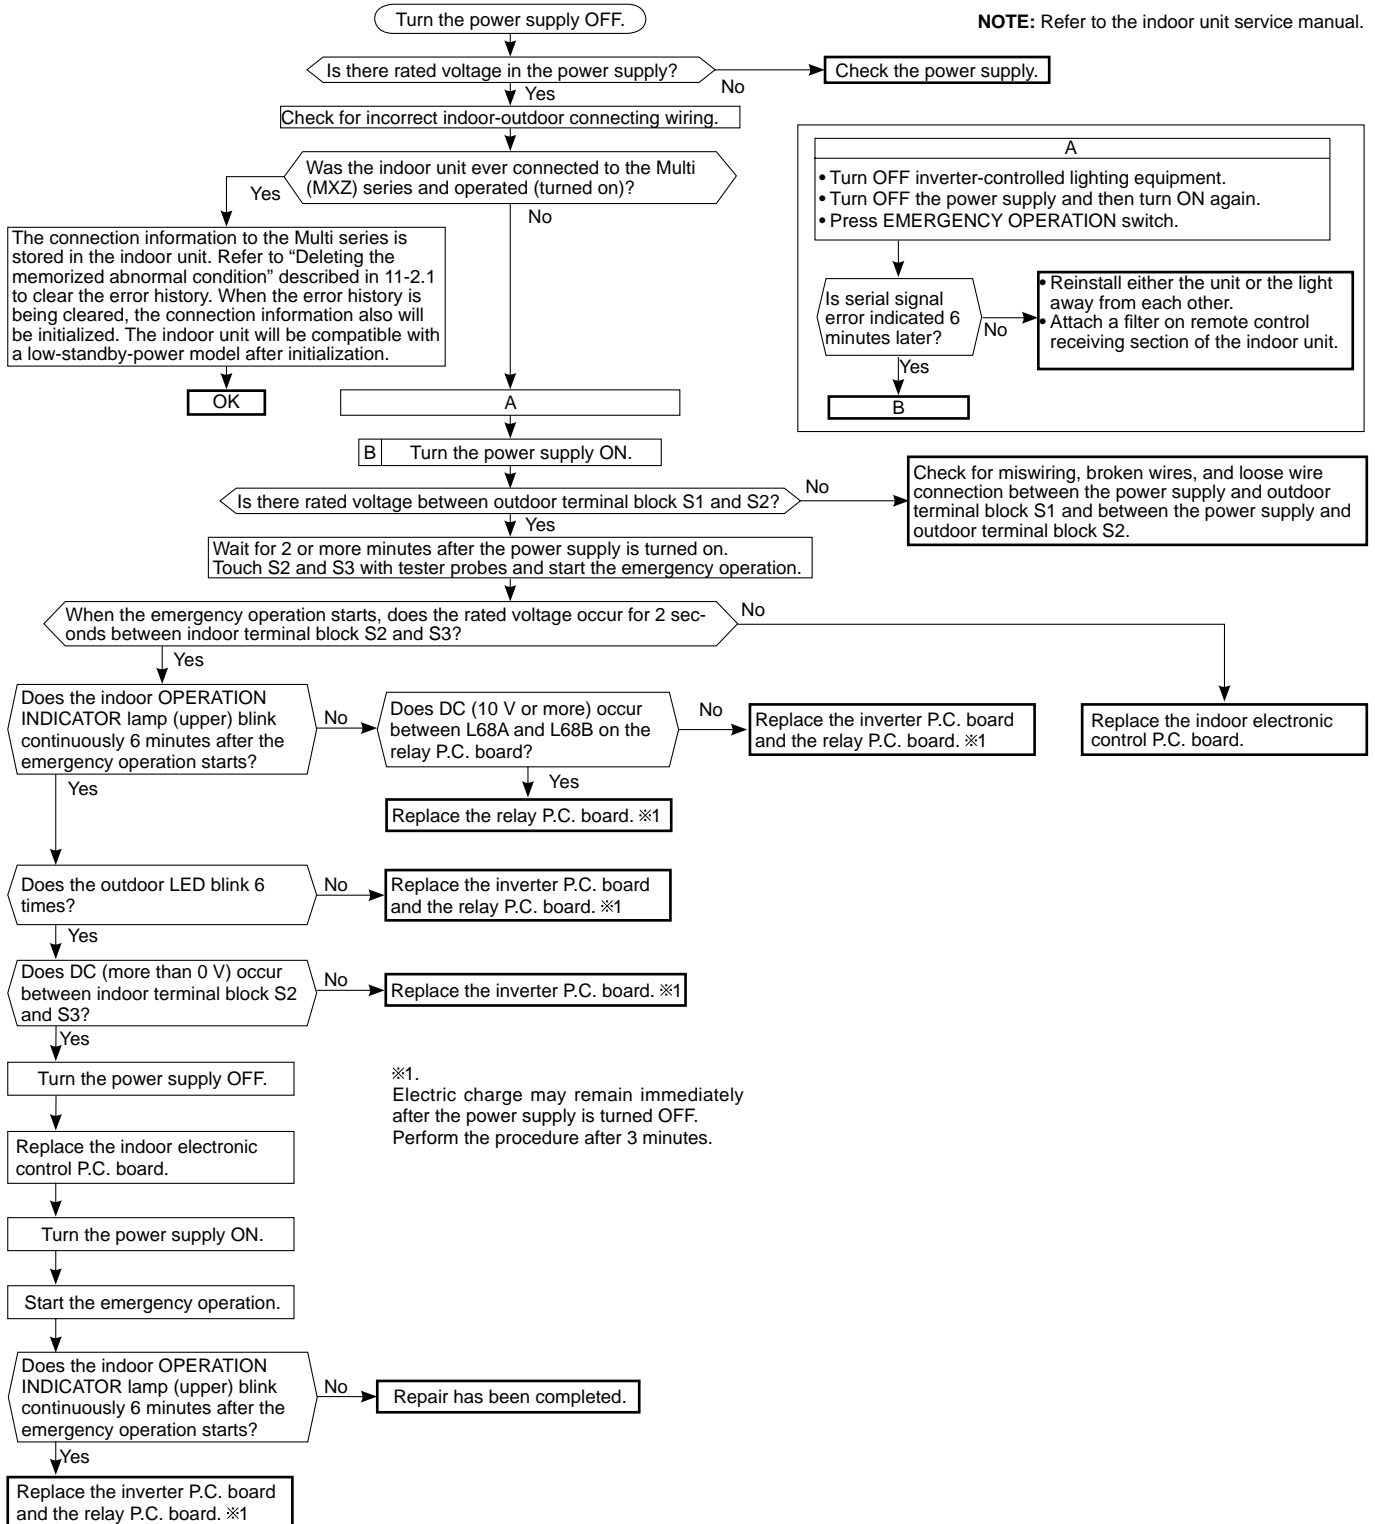 Turn the power supply OFF.
NOTE: Refer to the indoor unit service manual.
Is there rated voltage in the power supply?
No
Check the power supply.
Yes
Check for incorrect indoor-outdoor connecting wiring.
Was the indoor unit ever connected to the Multi
(MXZ) series and operated (turned on)?
Yes
No
The connection information to the Multi series is
stored in the indoor unit. Refer to “Deleting the
memorized abnormal condition” described in 11-2.1
to clear the error history. When the error history is
being cleared, the connection information also will
be initialized. The indoor unit will be compatible with
a low-standby-power model after initialization.
OK
A
• Turn OFF inverter-controlled lighting equipment.
• Turn OFF the power supply and then turn ON again.
• Press EMERGENCY OPERATION switch.
Is serial signal
error indicated 6
minutes later?
No
• Reinstall either the unit or the light
away from each other.
• Attach a filter on remote control
receiving section of the indoor unit.
Yes
B
A
B Turn the power supply ON.
Is there rated voltage between outdoor terminal block S1 and S2?
No
Check for miswiring, broken wires, and loose wire
connection between the power supply and outdoor
terminal block S1 and between the power supply and
outdoor terminal block S2.
Yes
Wait for 2 or more minutes after the power supply is turned on.
Touch S2 and S3 with tester probes and start the emergency operation.
When the emergency operation starts, does the rated voltage occur for 2 sec-
onds between indoor terminal block S2 and S3?
No
Yes
Does the indoor OPERATION
INDICATOR lamp (upper) blink
continuously 6 minutes after the
emergency operation starts?
No
Does DC (10 V or more) occur
between L68A and L68B on the
relay P.C. board?
No
Replace the inverter P.C. board
and the relay P.C. board. ※1
Replace the indoor electronic
control P.C. board.
Yes
Yes
Replace the relay P.C. board. ※1
Does the outdoor LED blink 6
times?
No
Replace the inverter P.C. board
and the relay P.C. board. ※1
Yes
Does DC (more than 0 V) occur
between indoor terminal block S2
and S3?
No
Replace the inverter P.C. board. ※1
Yes
Turn the power supply OFF.
※1.
Electric charge may remain immediately
after the power supply is turned OFF.
Perform the procedure after 3 minutes.
Replace the indoor electronic
control P.C. board.
Turn the power supply ON.
Start the emergency operation.
Does the indoor OPERATION
INDICATOR lamp (upper) blink
continuously 6 minutes after the
emergency operation starts?
No
Repair has been completed.
Yes
Replace the inverter P.C. board
and the relay P.C. board. ※1